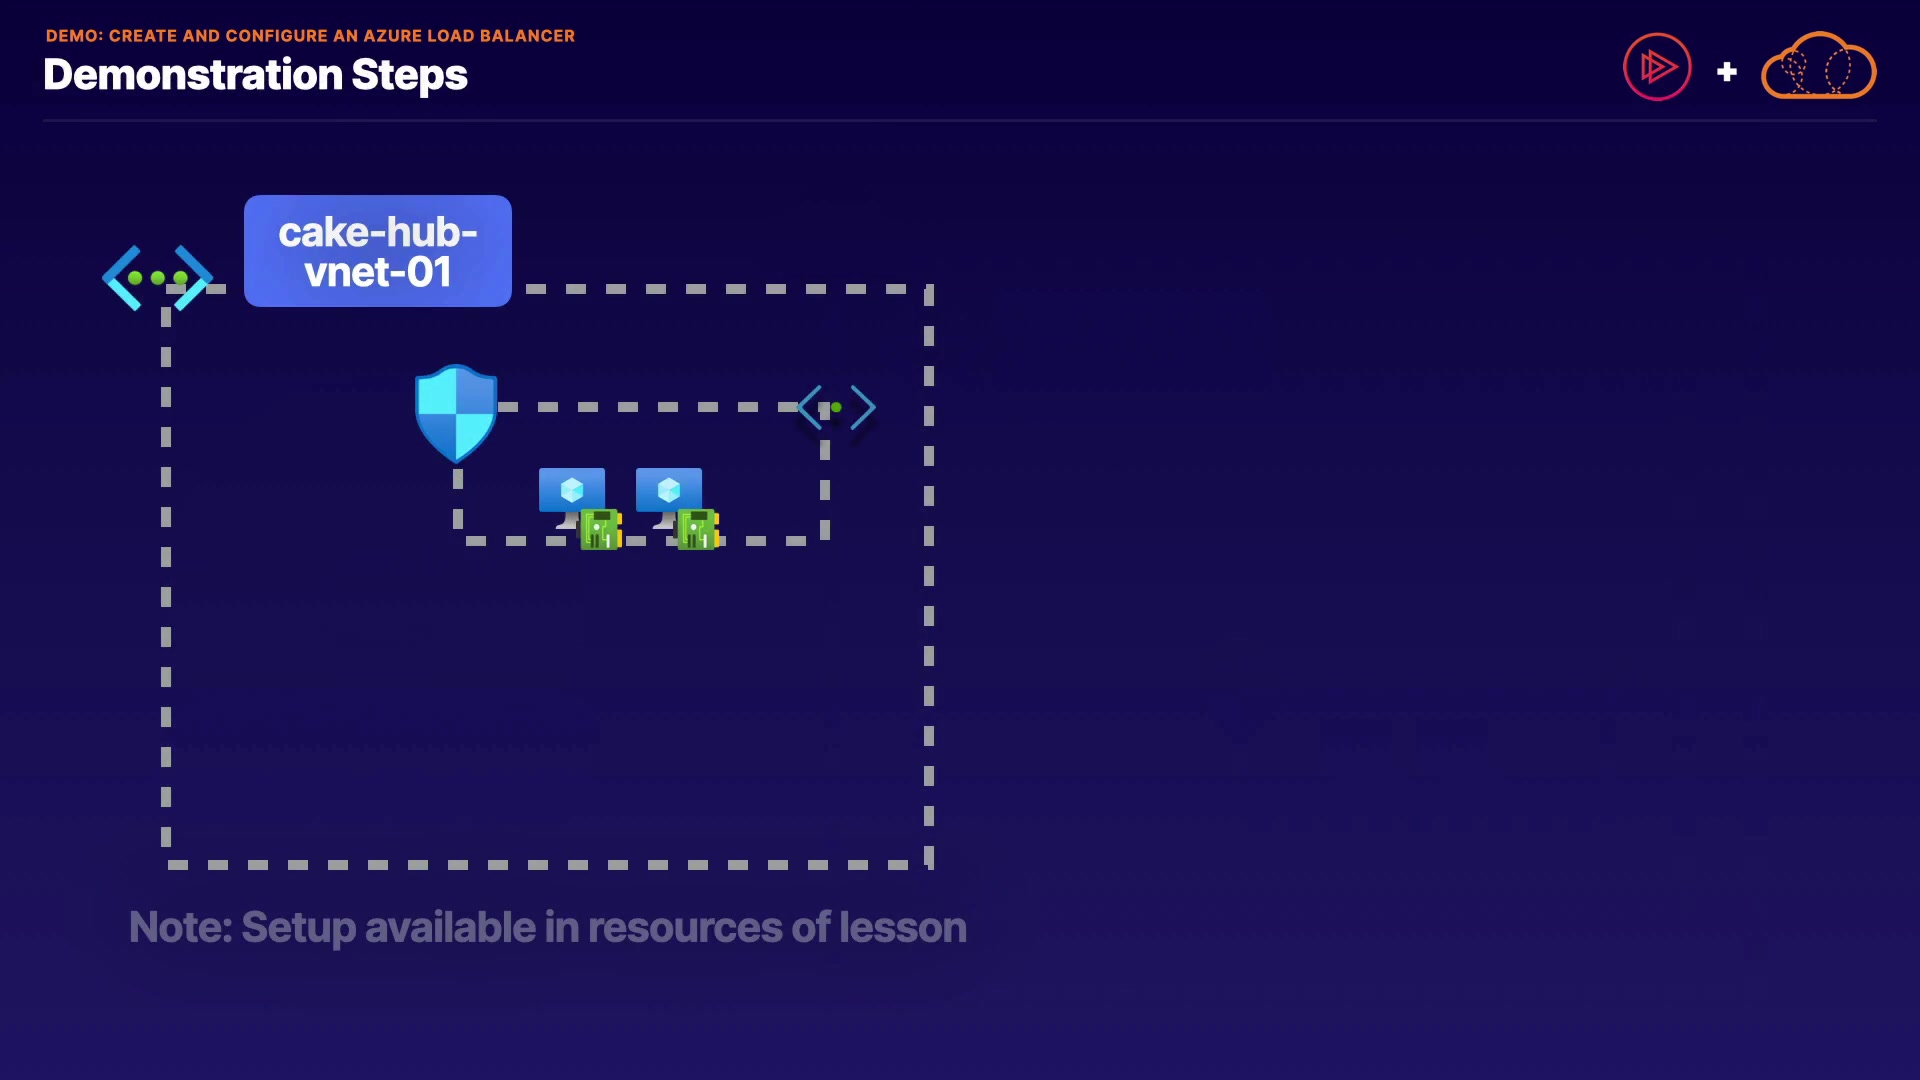 DEMO: CREATE AND CONFIGURE AN AZURE LOAD BALANCER
Demonstration Steps
cake-hub-
vnet-01
Note: Setup available in resources of lesson